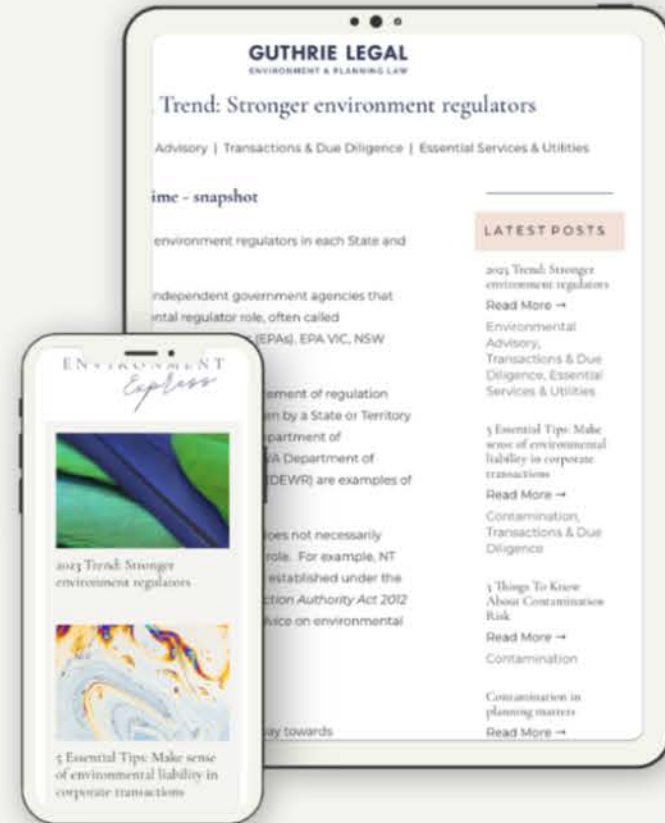 GUTHRIE LEGAL
ENVIRONMENT & PLANNING LAW
Trend: Stronger environment regulators
Advisory | Transactions & Due Diligence | Essential Services & Utilities
ime - snapshot
environment regulators in each State and
ndependent government agencies that
ntal regulator role, often called
(EPAs). EPA VIC, NSW
ement of regulation
en by a State or Territory
partment of
A Department of
(DEWR) are examples of
oes not necessarily
role. For example, NT
established under the
ction Authority Act 2012
vice on environmental
ay towards
LATEST POSTS
2023 Trend: Stronger
environment regulators
Read More →
Environmental
Advisory,
Transactions & Due
Diligence, Essential
Services & Utilities
5 Essential Tips: Make
sense of environmental
liability in corporate
transactions
Read More →
Contamination,
Transactions & Due
Diligence
3 Things To Know
About Contamination
Risk
Read More →
Contamination
Contamination in
planning matters
Read More →
ENVIRONMENT
Express
2023 Trend: Stronger
environment regulators
5 Essential Tips: Make sense
of environmental liability in
corporate transactions